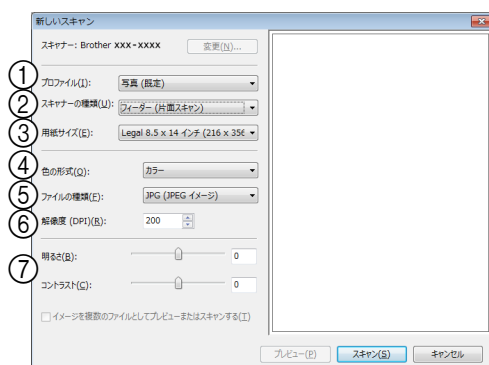 新しいスキャン
スキャナー: Brother XXX-XXXX 変更(N)...
① プロファイル(I): 写真 (既定)
② スキャナーの種類(U): フィーダー (片面スキャン)
③ 用紙サイズ(E): Legal 8.5 x 14 インチ (216 x 356
④ 色の形式(O): カラー
⑤ ファイルの種類(F): JPG (JPEG イメージ)
⑥ 解像度 (DPI)(R): 200
明るさ(B): 0
⑦
コントラスト(C): 0
イメージを複数のファイルとしてプレビューまたはスキャンする(T)
プレビュー(P) スキャン(S) キャンセル